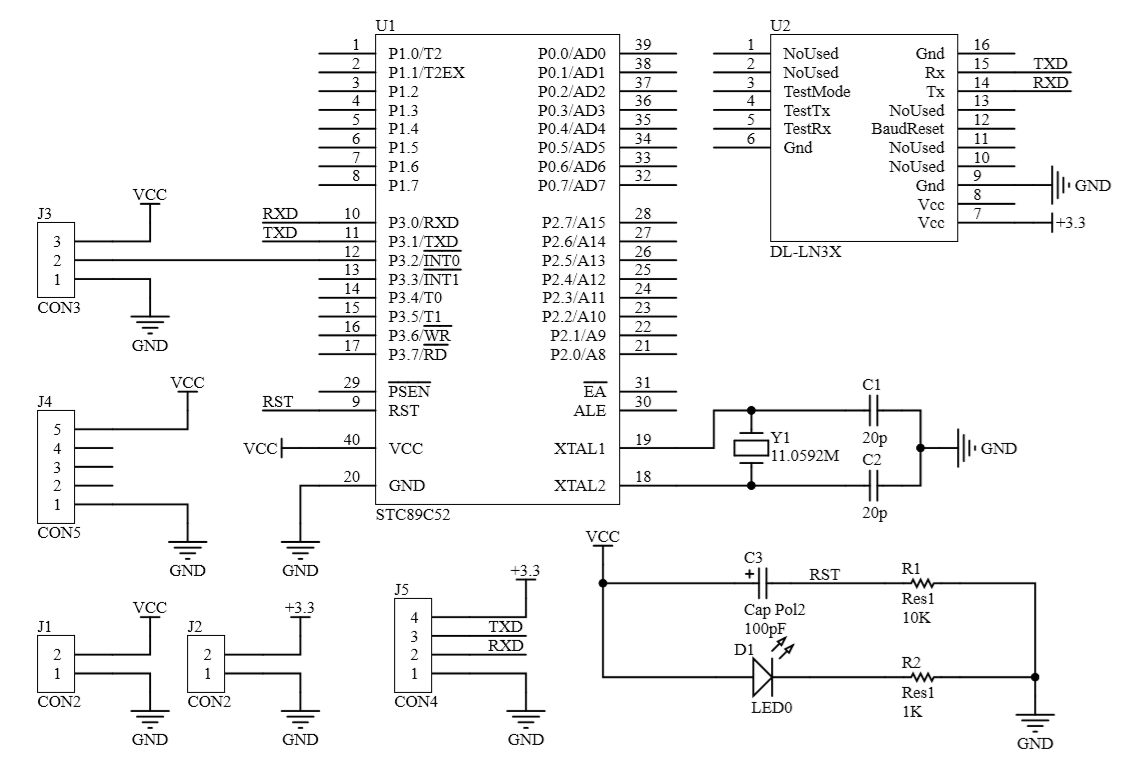 U1
1 P1.0/T2 P0.0/AD0 39
2 P1.1/T2EX P0.1/AD1 38
3 P1.2 P0.2/AD2 37
4 P1.3 P0.3/AD3 36
5 P1.4 P0.4/AD4 35
6 P1.5 P0.5/AD5 34
7 P1.6 P0.6/AD6 33
8 P1.7 P0.7/AD7 32
RXD 10 P3.0/RXD P2.7/A15 28
TXD 11 P3.1/TXD P2.6/A14 27
12 P3.2/INT0 P2.5/A13 26
13 P3.3/INT1 P2.4/A12 25
14 P3.4/T0 P2.3/A11 24
15 P3.5/T1 P2.2/A10 23
16 P3.6/WR P2.1/A9 22
17 P3.7/RD P2.0/A8 21
29 PSEN EA 31
RST 9 RST ALE 30
VCC 40 VCC XTAL1 19
20 GND XTAL2 18
STC89C52
GND
U2
1 NoUsed Gnd 16
2 NoUsed Rx 15 TXD
3 TestMode Tx 14 RXD
4 TestTx NoUsed 13
5 TestRx BaudReset 12
6 Gnd NoUsed 11
NoUsed 10
Gnd 9 GND
Vcc 8
Vcc 7 +3.3
DL-LN3X
VCC
J3
3
2
1
CON3
GND
VCC
J4
5
4
3
2
1
CON5
GND
C1
20p
Y1
11.0592M
GND
C2
20p
VCC
J1
2
1
CON2
GND
+3.3
J2
2
1
CON2
GND
+3.3
J5
4
3 TXD
2 RXD
1
CON4
GND
VCC
C3
+
RST
Cap Pol2
100pF
R1
Res1
10K
D1
LED0
R2
Res1
1K
GND